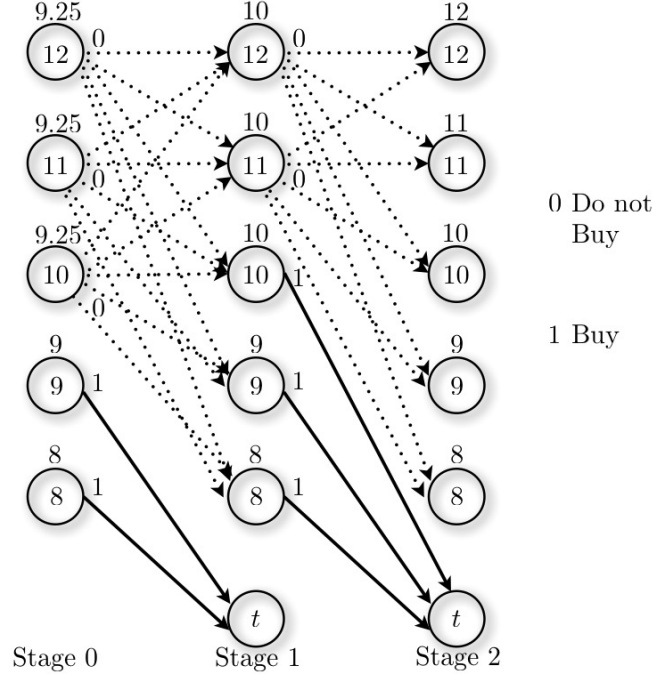 9.25 10 12
12 0 12 0 12
9.25 10 11
11 0 11 0 11
9.25 10 10
10 0 10 1 10
9 9 9
9 1 9 1 9
8 8 8
8 1 8 1 8
t t
Stage 0 Stage 1 Stage 2
0 Do not
Buy
1 Buy